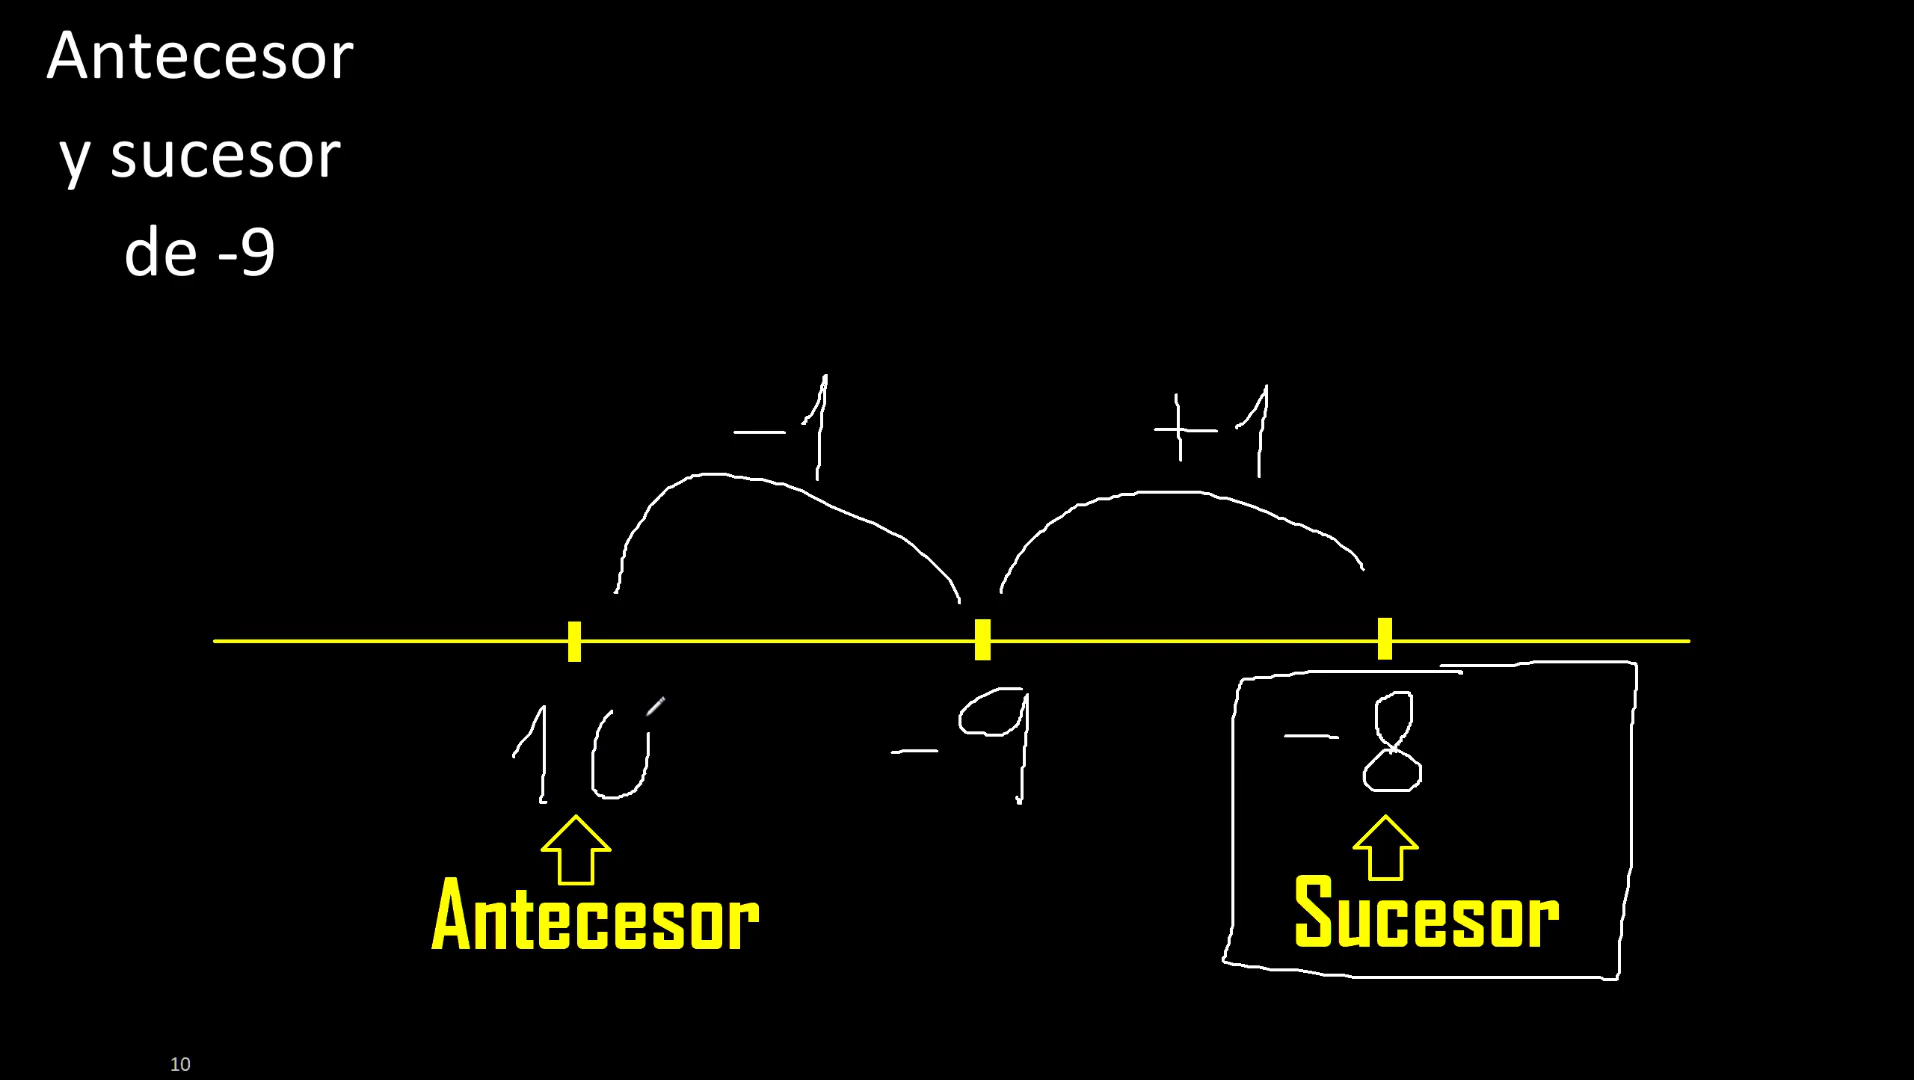 Antecesor
y sucesor
de -9
-1 +1
10 -9 -8
Antecesor Sucesor
10